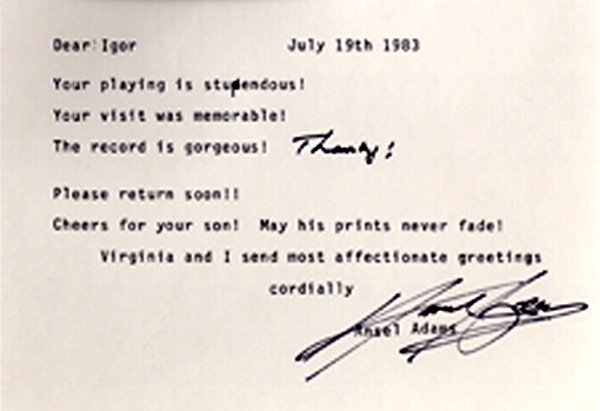 Dear Igor July 19th 1983
Your playing is stupendous!
Your visit was memorable!
The record is gorgeous! Thanks!
Please return soon!!
Cheers for your son! May his prints never fade!
Virginia and I send most affectionate greetings
cordially
Ansel Adams
Ansel Adams